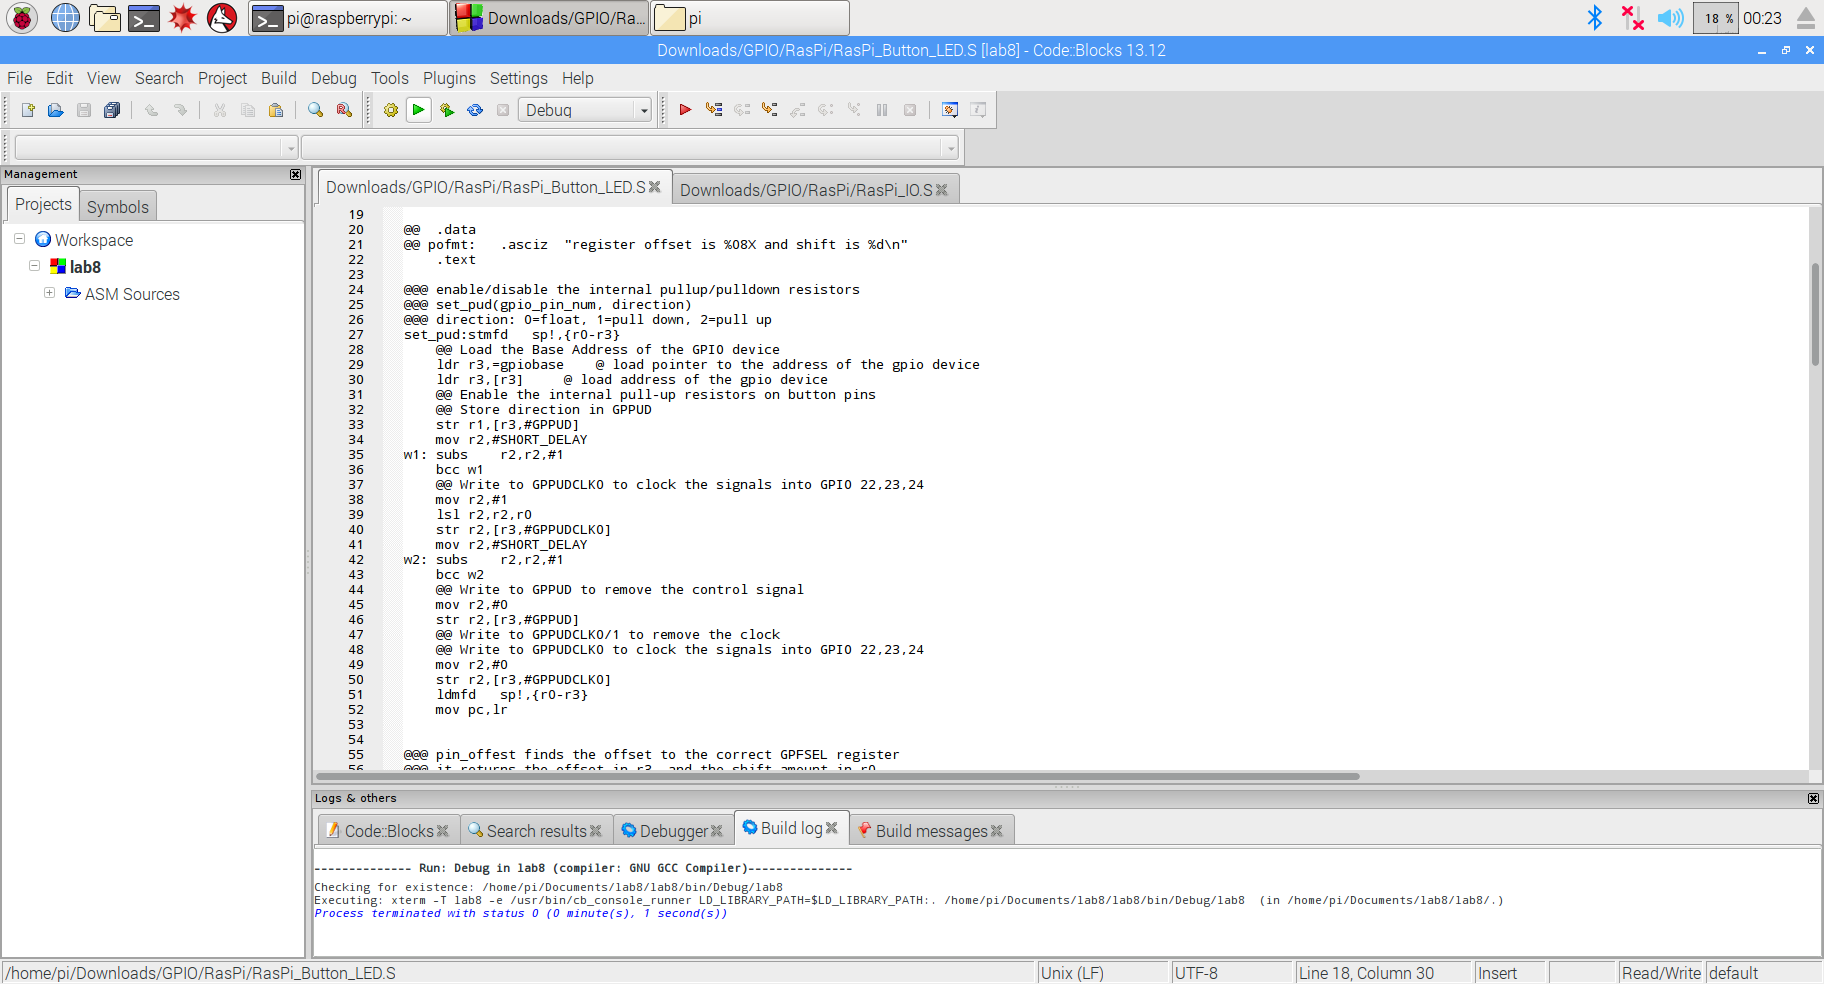 pi@raspberrypi: ~
Downloads/GPIO/Ra...
pi
18 %
00:23
Downloads/GPIO/RasPi/RasPi_Button_LED.S [lab8] - Code::Blocks 13.12
File Edit View Search Project Build Debug Tools Plugins Settings Help
Debug
Management
Projects Symbols
Workspace
lab8
ASM Sources
Downloads/GPIO/RasPi/RasPi_Button_LED.S Downloads/GPIO/RasPi/RasPi_IO.S
19
20 @@  .data
21 @@ pofmt:   .asciz  "register offset is %08X and shift is %d\n"
22     .text
23
24 @@@ enable/disable the internal pullup/pulldown resistors
25 @@@ set_pud(gpio_pin_num, direction)
26 @@@ direction: 0=float, 1=pull down, 2=pull up
27 set_pud:stmfd   sp!,{r0-r3}
28     @@ Load the Base Address of the GPIO device
29     ldr r3,=gpiobase    @ load pointer to the address of the gpio device
30     ldr r3,[r3]     @ load address of the gpio device
31     @@ Enable the internal pull-up resistors on button pins
32     @@ Store direction in GPPUD
33     str r1,[r3,#GPPUD]
34     mov r2,#SHORT_DELAY
35 w1: subs    r2,r2,#1
36     bcc w1
37     @@ Write to GPPUDCLK0 to clock the signals into GPIO 22,23,24
38     mov r2,#1
39     lsl r2,r2,r0
40     str r2,[r3,#GPPUDCLK0]
41     mov r2,#SHORT_DELAY
42 w2: subs    r2,r2,#1
43     bcc w2
44     @@ Write to GPPUD to remove the control signal
45     mov r2,#0
46     str r2,[r3,#GPPUD]
47     @@ Write to GPPUDCLK0/1 to remove the clock
48     @@ Write to GPPUDCLK0 to clock the signals into GPIO 22,23,24
49     mov r2,#0
50     str r2,[r3,#GPPUDCLK0]
51     ldmfd   sp!,{r0-r3}
52     mov pc,lr
53
54
55 @@@ pin_offest finds the offset to the correct GPFSEL register
56 @@@ it returns the offset in r3, and the shift amount in r0
Logs & others
Code::Blocks Search results Debugger Build log Build messages
-------------- Run: Debug in lab8 (compiler: GNU GCC Compiler)---------------
Checking for existence: /home/pi/Documents/lab8/lab8/bin/Debug/lab8
Executing: xterm -T lab8 -e /usr/bin/cb_console_runner LD_LIBRARY_PATH=$LD_LIBRARY_PATH:. /home/pi/Documents/lab8/lab8/bin/Debug/lab8  (in /home/pi/Documents/lab8/lab8/.)
Process terminated with status 0 (0 minute(s), 1 second(s))
/home/pi/Downloads/GPIO/RasPi/RasPi_Button_LED.S Unix (LF) UTF-8 Line 18, Column 30 Insert Read/Write default